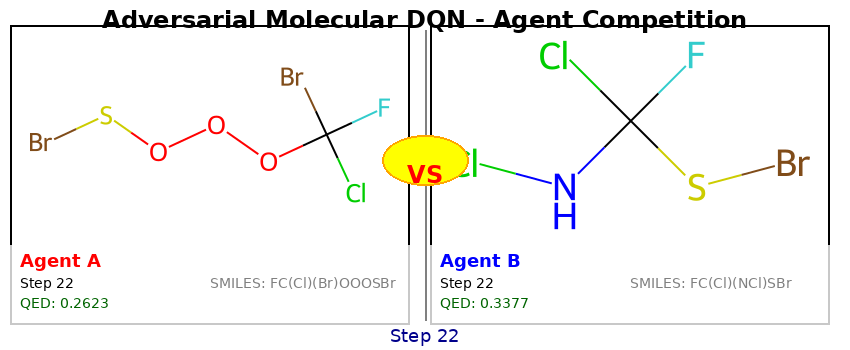 Adversarial Molecular DQN - Agent Competition
Br
S
O
O
O
Br
F
Cl
VS
Cl
F
Cl
N
H
S
Br
Agent A
Step 22
SMILES: FC(Cl)(Br)OOOSBr
QED: 0.2623
Agent B
Step 22
SMILES: FC(Cl)(NCl)SBr
QED: 0.3377
Step 22